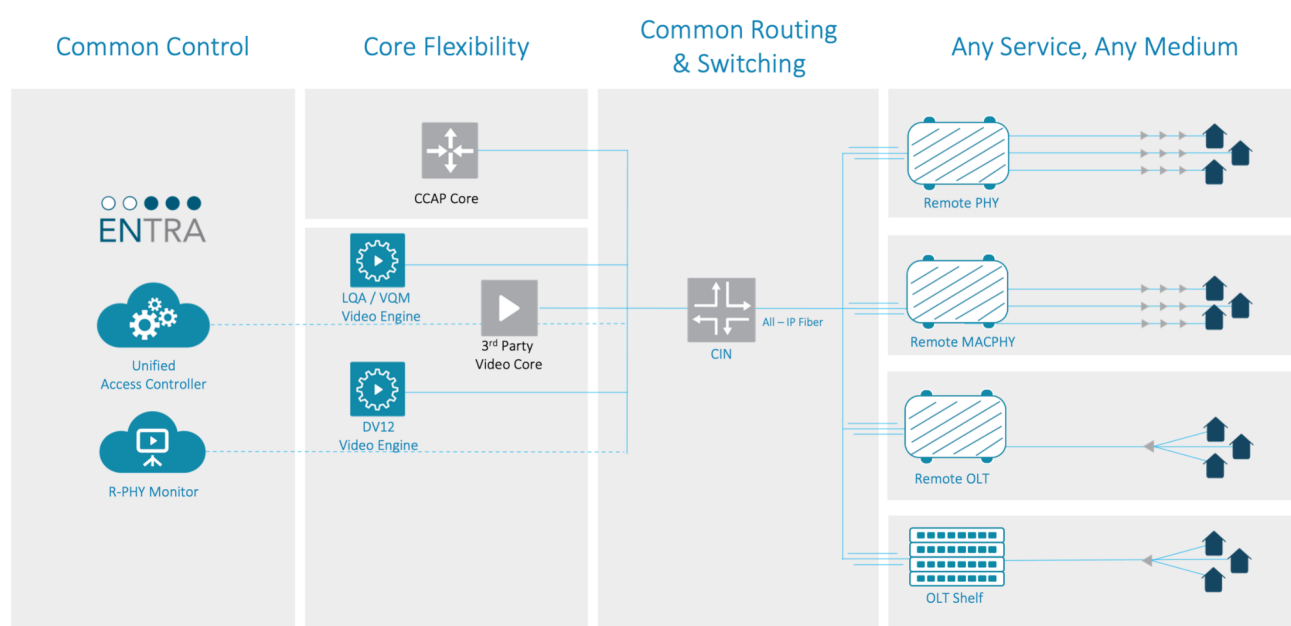 Common Control
Core Flexibility
Common Routing
& Switching
Any Service, Any Medium
ENTRA
Unified
Access Controller
R-PHY Monitor
CCAP Core
LQA / VQM
Video Engine
3rd Party
Video Core
DV12
Video Engine
CIN
All – IP Fiber
Remote PHY
Remote MACPHY
Remote OLT
OLT Shelf